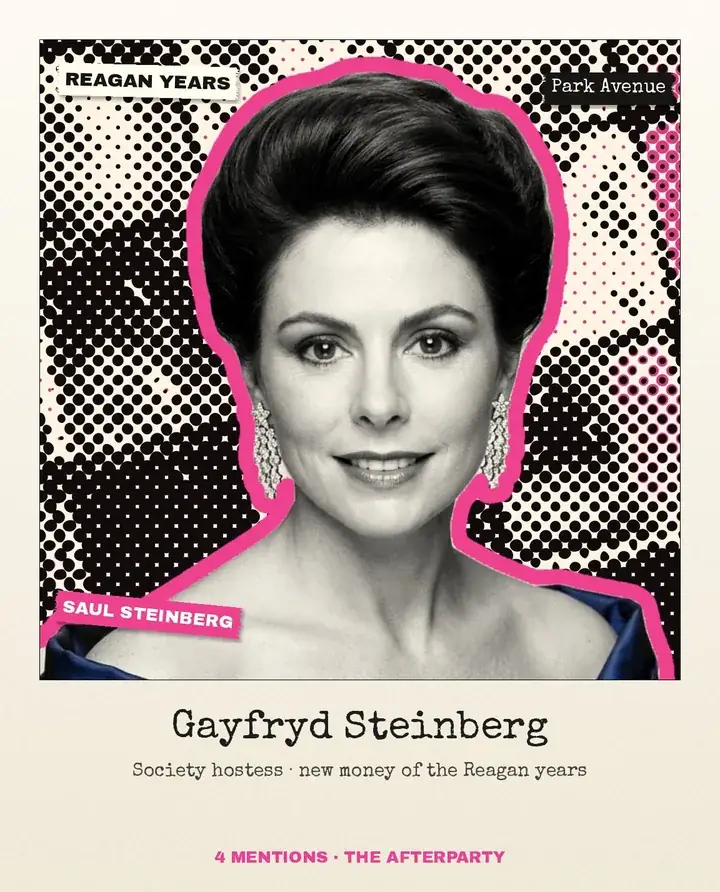 REAGAN YEARS
Park Avenue
SAUL STEINBERG
Gayfryd Steinberg
Society hostess · new money of the Reagan years
4 MENTIONS · THE AFTERPARTY